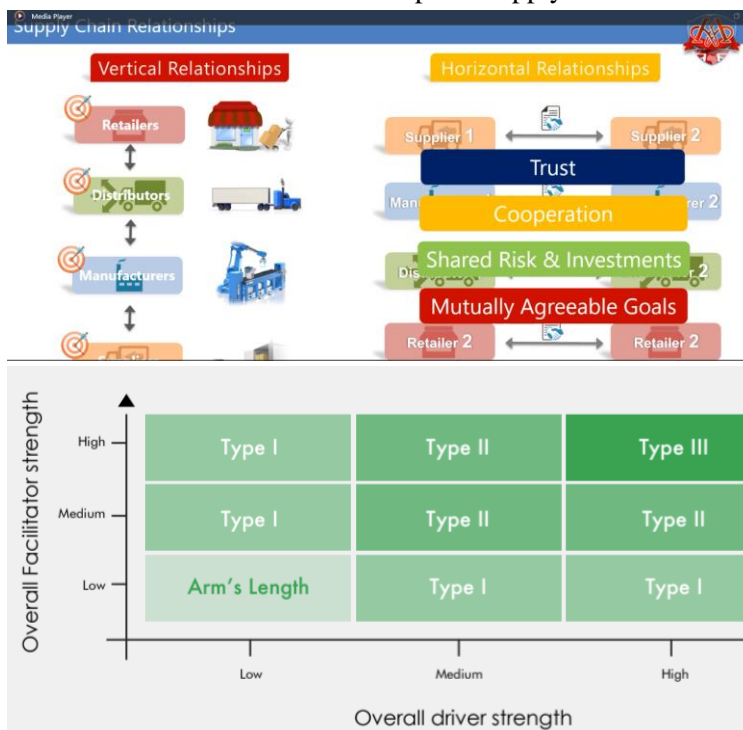 Media Player
Supply Chain Relationships
Vertical Relationships
Horizontal Relationships
Retailers
Distributors
Manufacturers
Supplier 1
Supplier 2
Trust
2
Cooperation
Shared Risk & Investments
2
Mutually Agreeable Goals
Retailer 2
Retailer 2
Overall Facilitator strength
High
Type I
Type II
Type III
Medium
Type I
Type II
Type II
Low
Arm's Length
Type I
Type I
Low
Medium
High
Overall driver strength